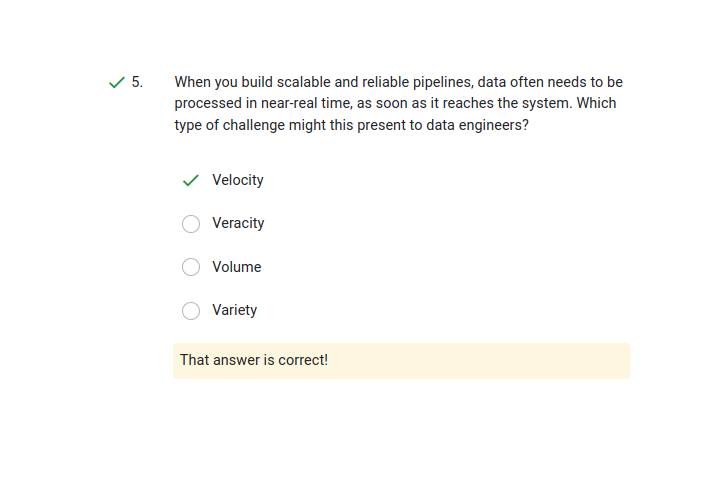 5. When you build scalable and reliable pipelines, data often needs to be
processed in near-real time, as soon as it reaches the system. Which
type of challenge might this present to data engineers?
Velocity
Veracity
Volume
Variety
That answer is correct!